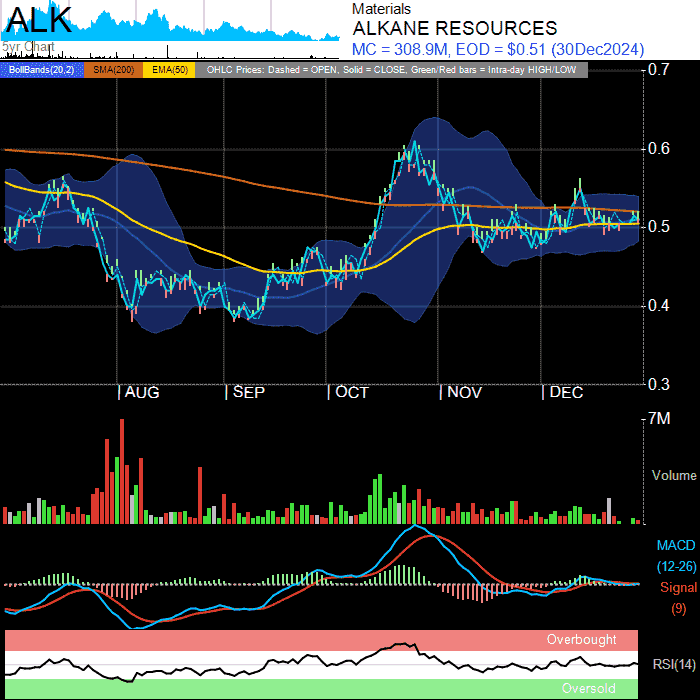 ALK
5yr Chart
Materials
ALKANE RESOURCES
MC = 308.9M, EOD = $0.51 (30Dec2024)
BollBands(20,2) SMA(200) EMA(50) OHLC Prices: Dashed = OPEN, Solid = CLOSE, Green/Red bars = Intra-day HIGH/LOW
0.7
0.6
0.5
0.4
0.3
AUG SEP OCT NOV DEC
7M
Volume
MACD
(12-26)
Signal
(9)
Overbought
RSI(14)
Oversold